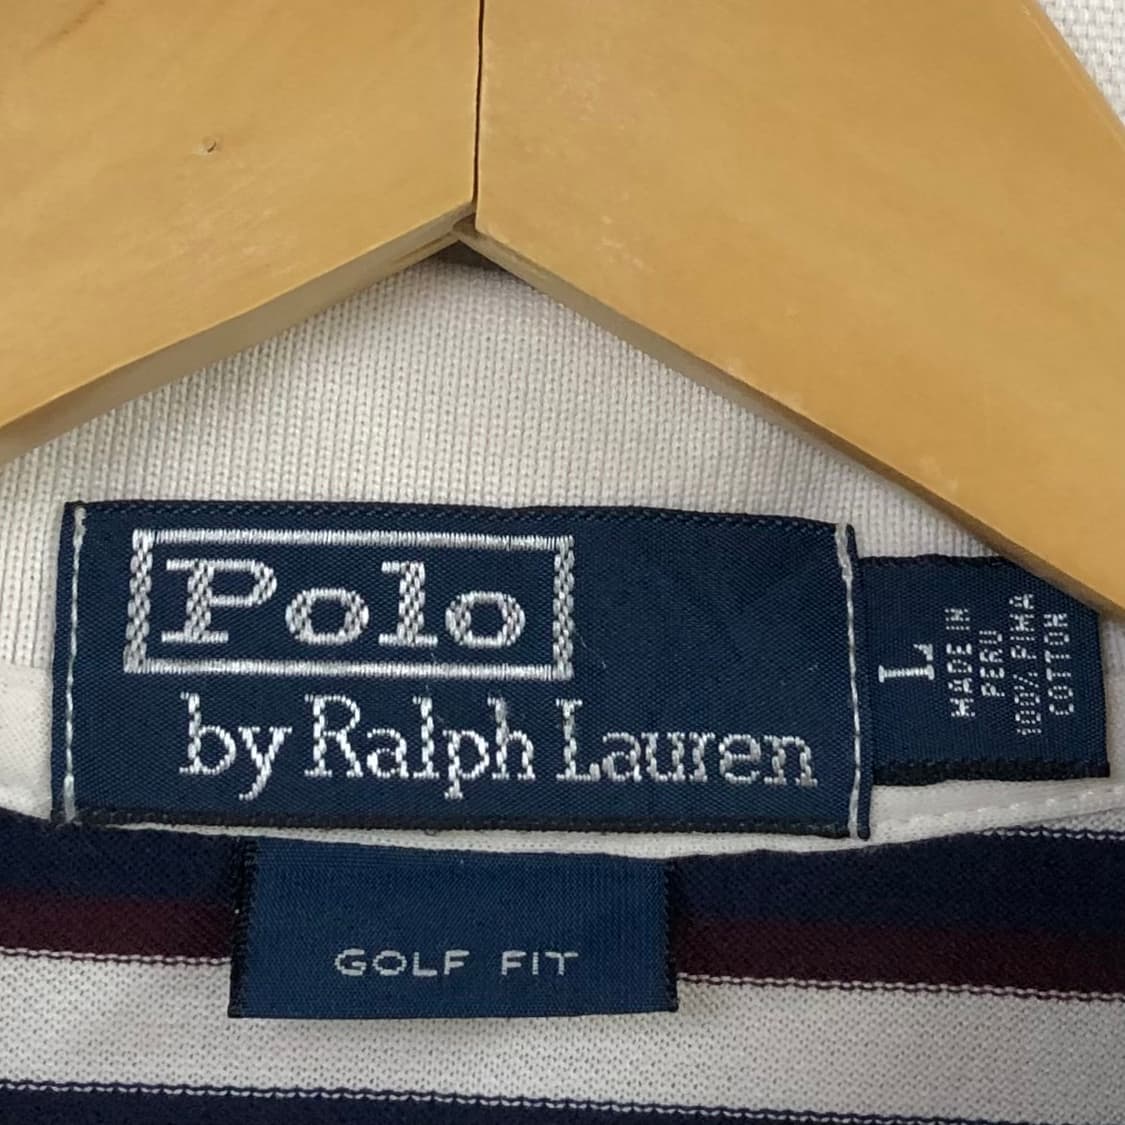 Polo
by Ralph Lauren
L
MADE IN
PERU
100% PIMA
COTTON
GOLF FIT